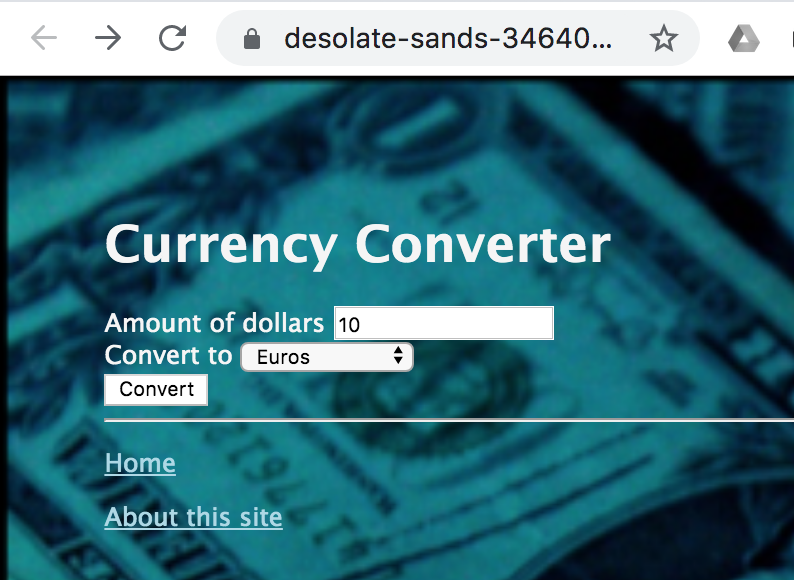 desolate-sands-34640...
Currency Converter
Amount of dollars 10
Convert to Euros
Convert
Home
About this site